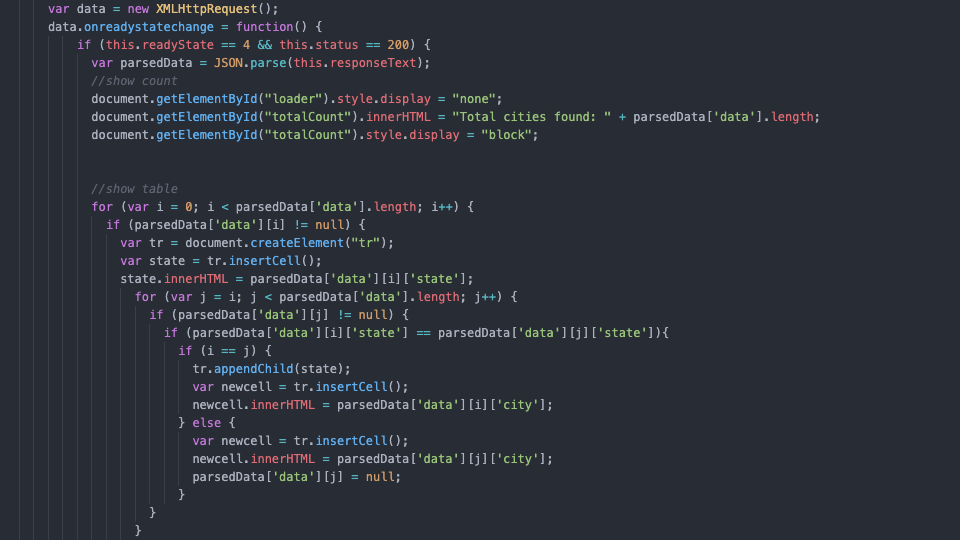 var data = new XMLHttpRequest();
data.onreadystatechange = function() {
if (this.readyState == 4 && this.status == 200) {
var parsedData = JSON.parse(this.responseText);
//show count
document.getElementById("loader").style.display = "none";
document.getElementById("totalCount").innerHTML = "Total cities found: " + parsedData['data'].length;
document.getElementById("totalCount").style.display = "block";
//show table
for (var i = 0; i < parsedData['data'].length; i++) {
if (parsedData['data'][i] != null) {
var tr = document.createElement("tr");
var state = tr.insertCell();
state.innerHTML = parsedData['data'][i]['state'];
for (var j = i; j < parsedData['data'].length; j++) {
if (parsedData['data'][j] != null) {
if (parsedData['data'][i]['state'] == parsedData['data'][j]['state']){
if (i == j) {
tr.appendChild(state);
var newcell = tr.insertCell();
newcell.innerHTML = parsedData['data'][i]['city'];
} else {
var newcell = tr.insertCell();
newcell.innerHTML = parsedData['data'][j]['city'];
parsedData['data'][j] = null;
}
}
}